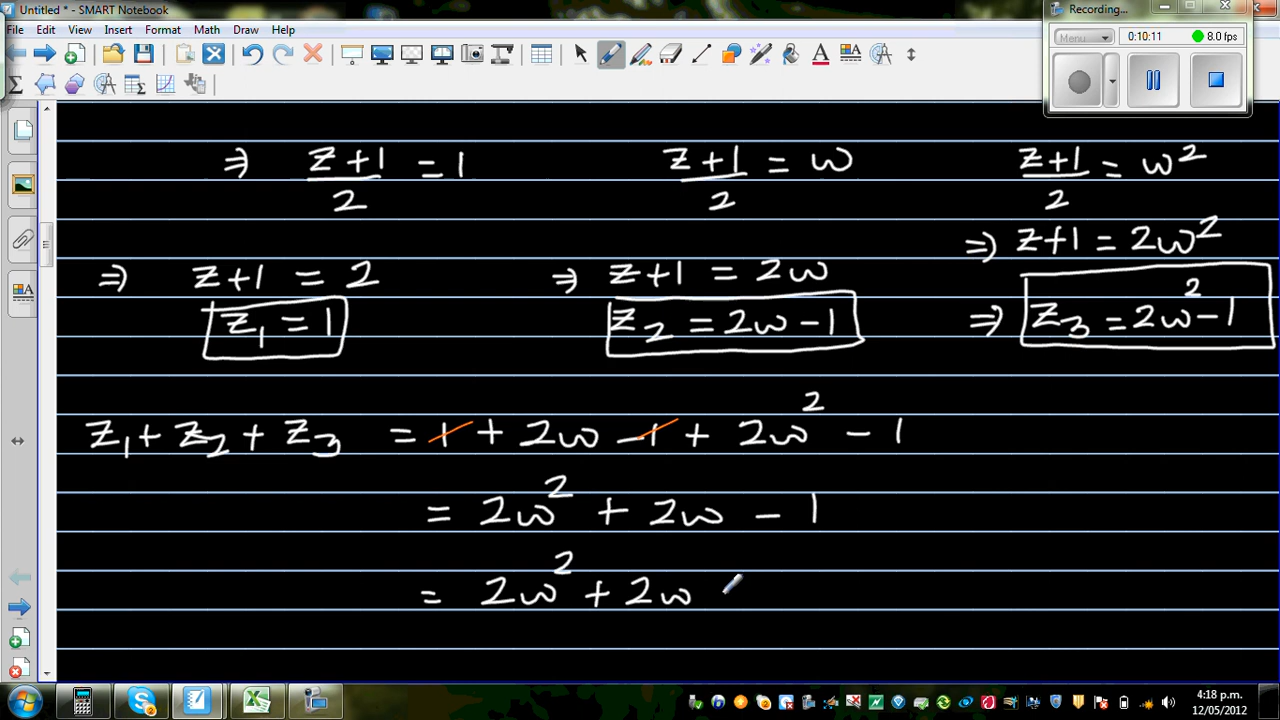 Untitled * - SMART Notebook
Recording...
File Edit View Insert Format Math Draw Help
Menu 0:10:11 8.0 fps
⇒ (z+1)/2 = 1 (z+1)/2 = ω (z+1)/2 = ω²
⇒ z+1 = 2ω²
⇒ z+1 = 2 ⇒ z+1 = 2ω
z₁ = 1 z₂ = 2ω - 1 ⇒ z₃ = 2ω² - 1
z₁ + z₂ + z₃ = 1 + 2ω - 1 + 2ω² - 1
= 2ω² + 2ω - 1
= 2ω² + 2ω
4:18 p.m.
12/05/2012